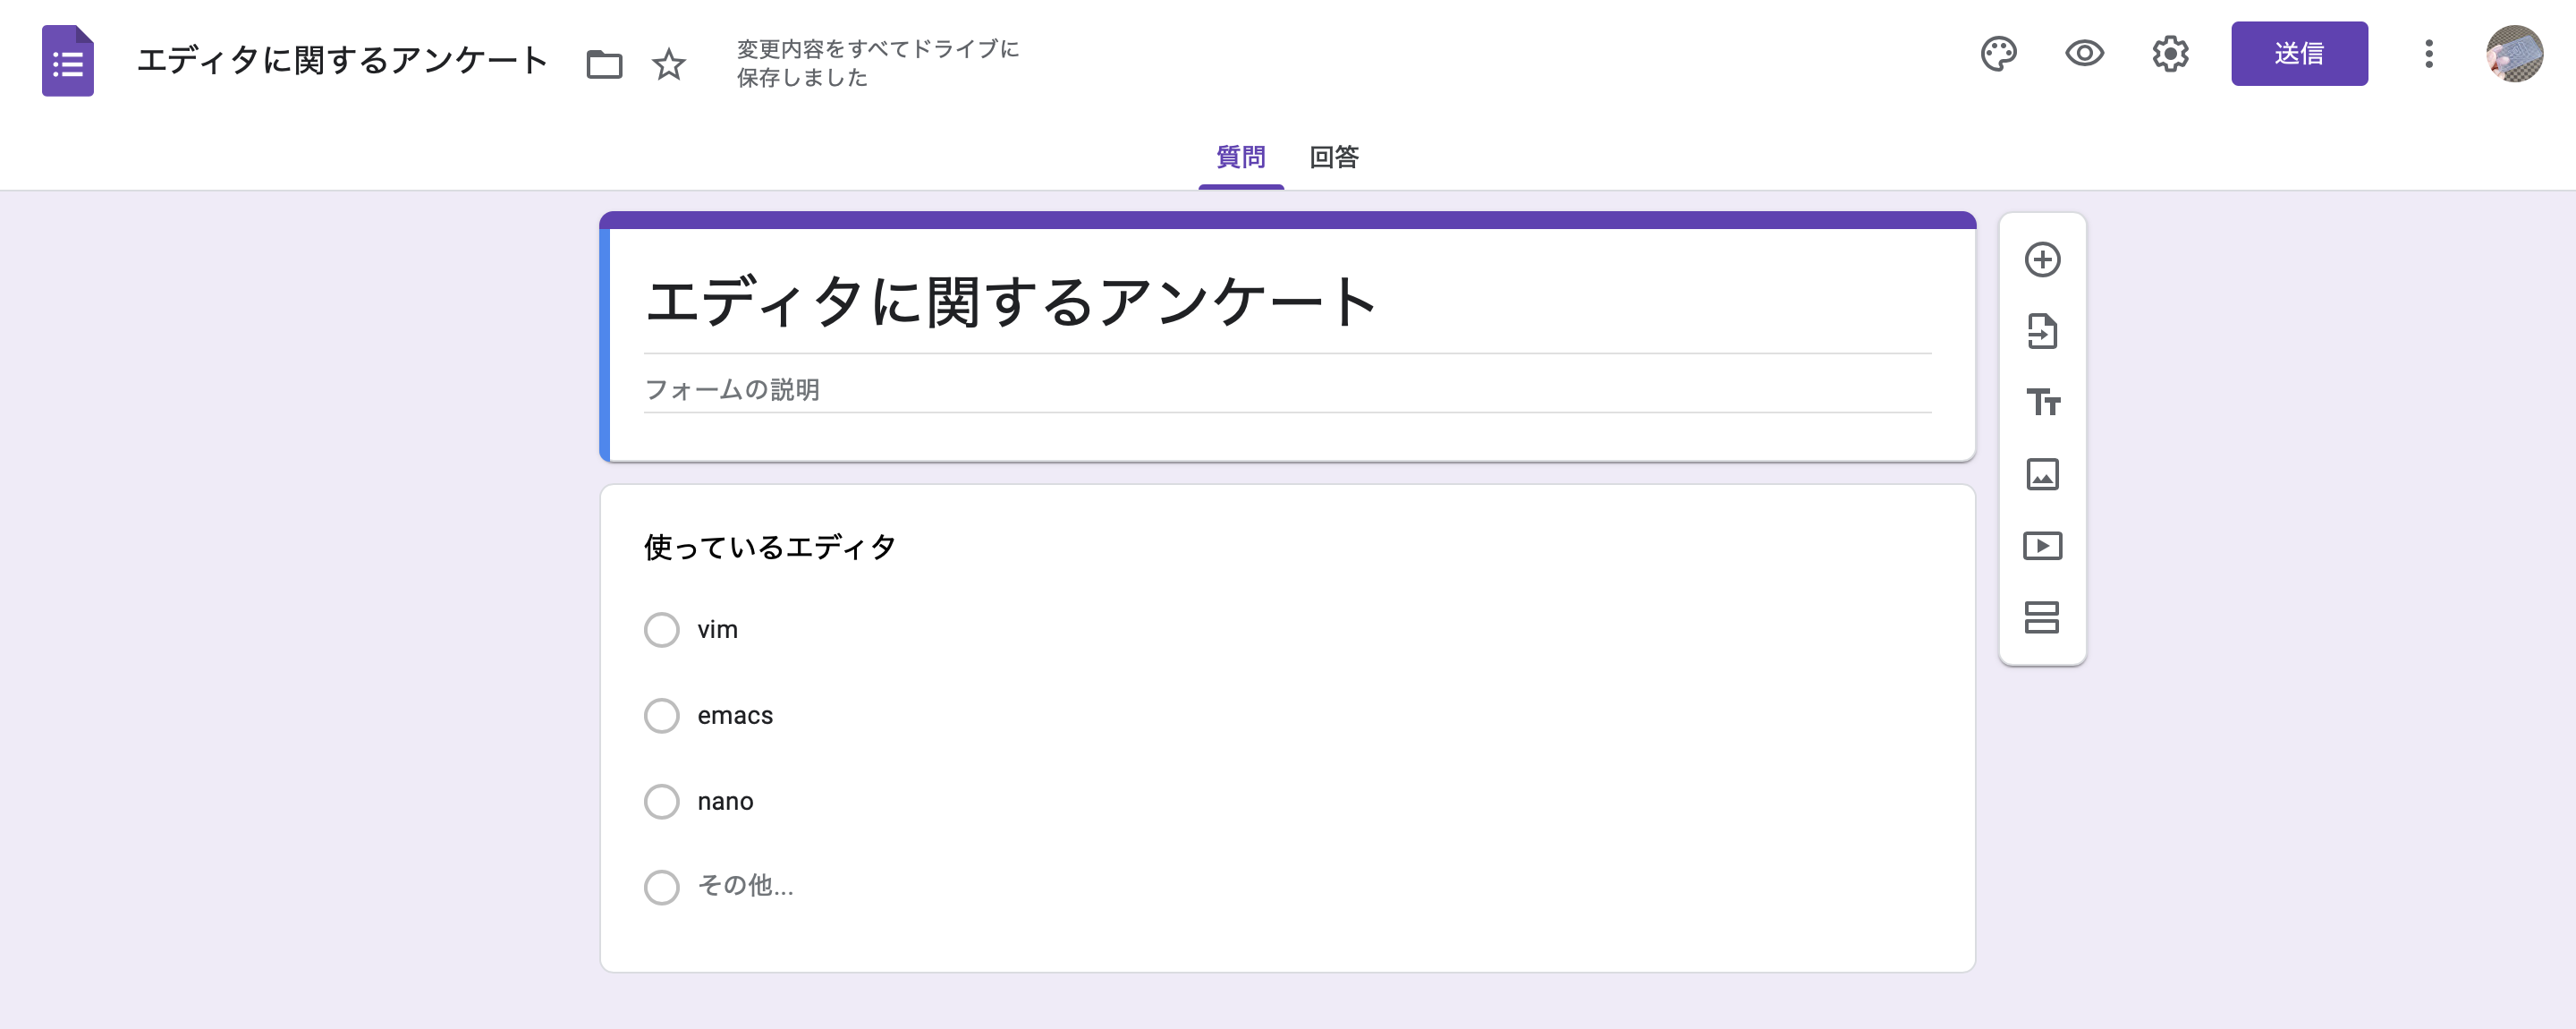 エディタに関するアンケート
変更内容をすべてドライブに
保存しました
送信
質問 回答
エディタに関するアンケート
フォームの説明
使っているエディタ
vim
emacs
nano
その他...